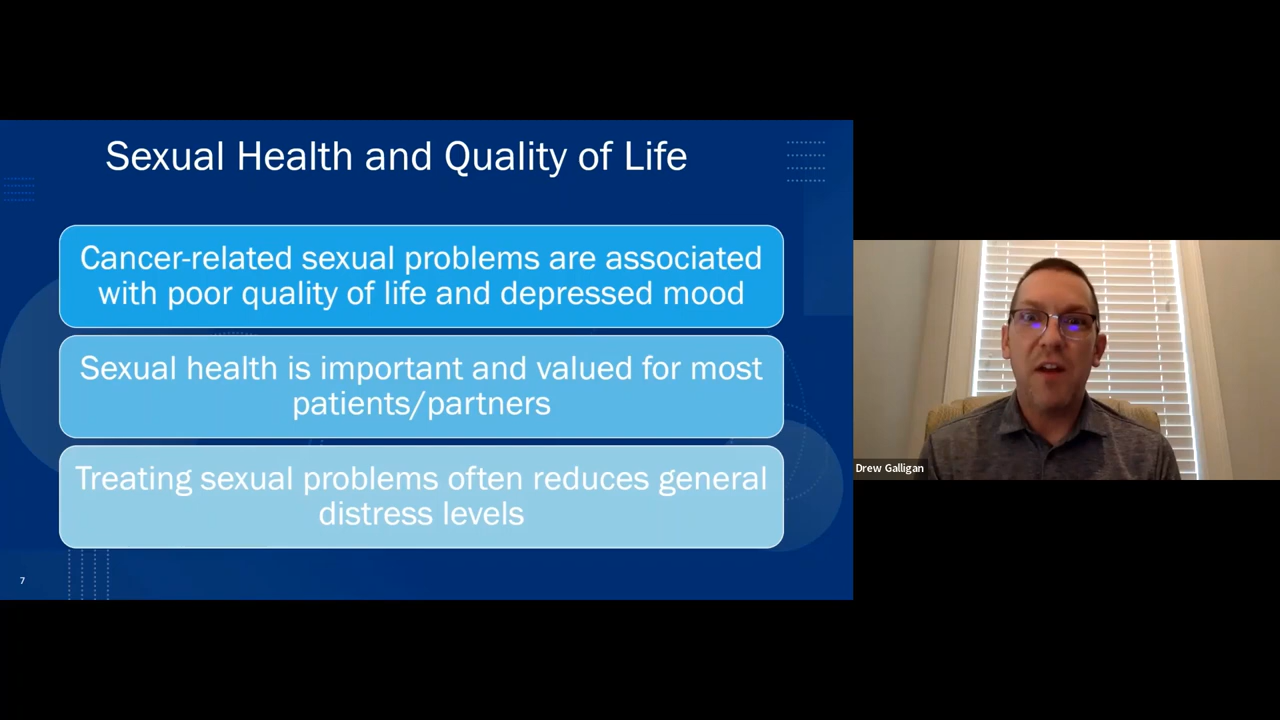 Sexual Health and Quality of Life
Cancer-related sexual problems are associated
with poor quality of life and depressed mood
Sexual health is important and valued for most
patients/partners
Treating sexual problems often reduces general
distress levels
7
Drew Galligan